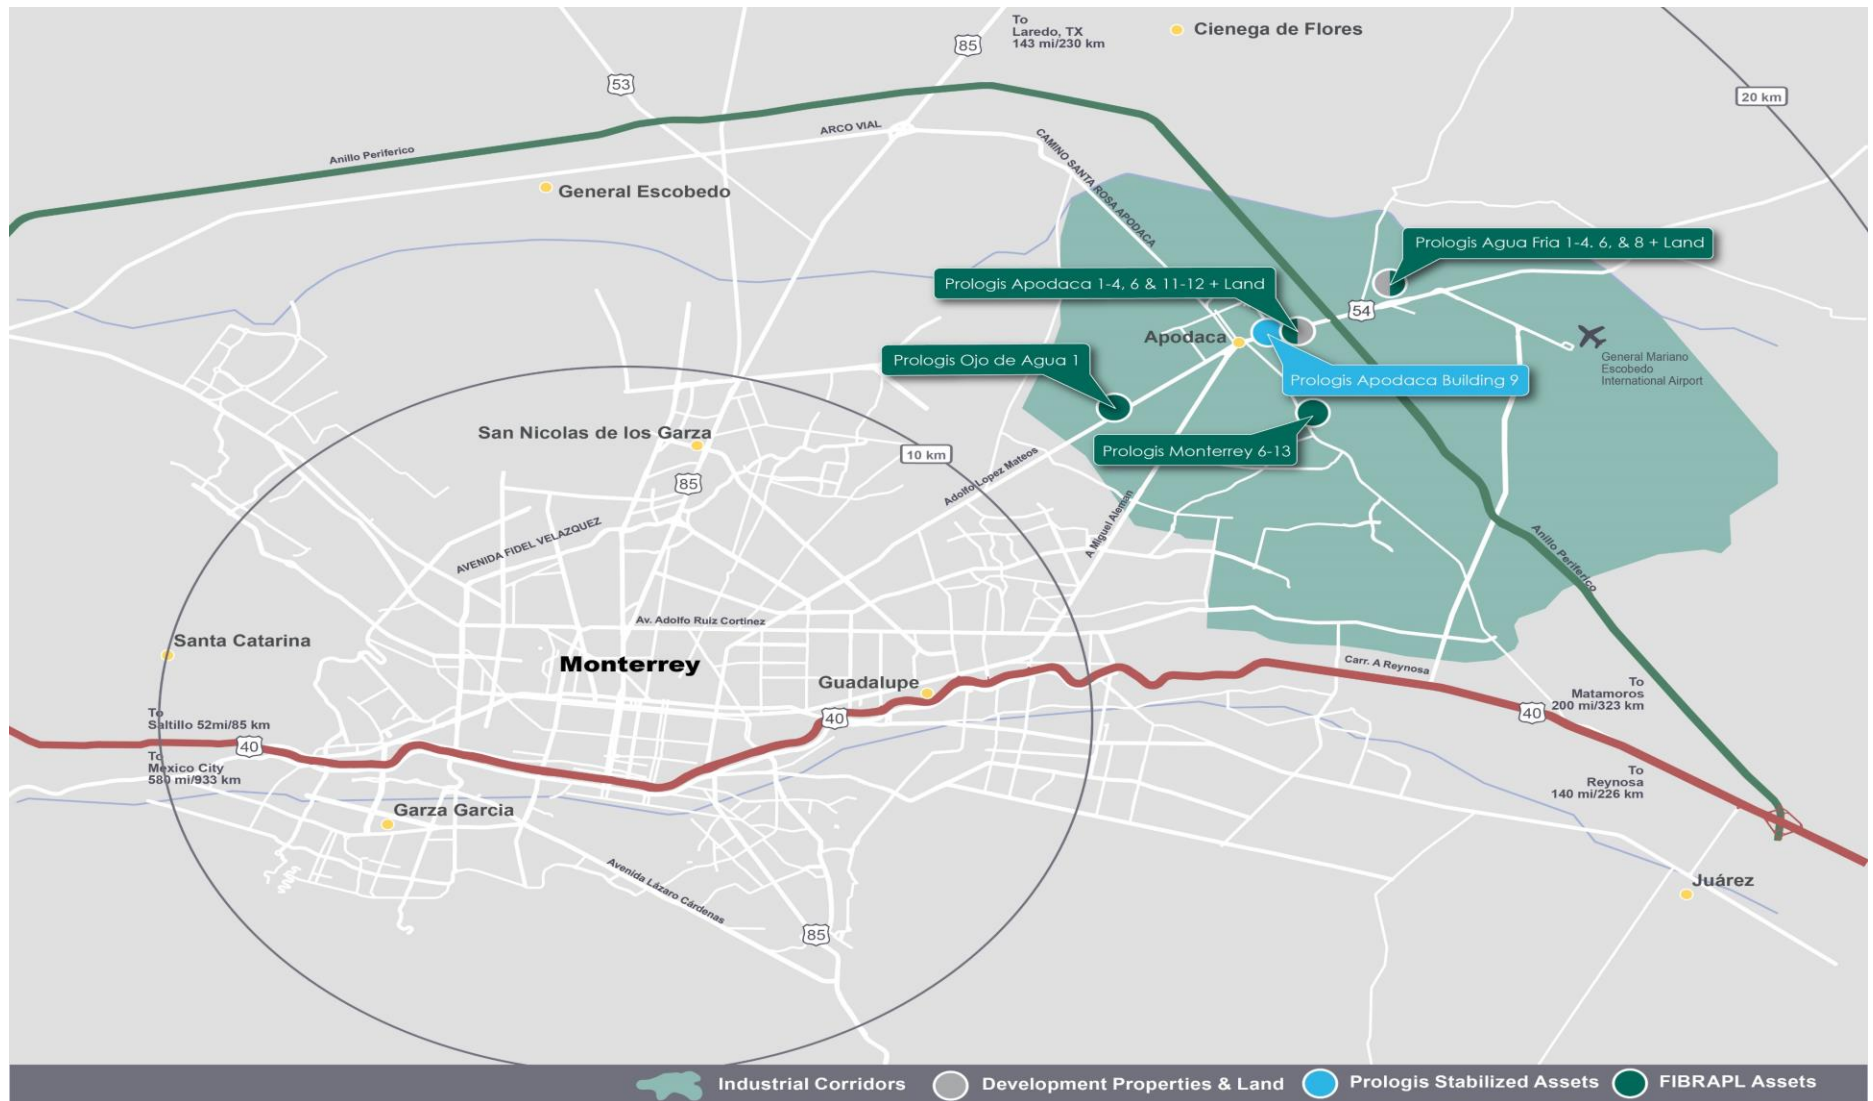 To
Laredo, TX
143 mi/230 km
85
Cienega de Flores
53
20 km
ARCO VIAL
Anillo Periferico
CAMINO SANTA ROSA APODACA
General Escobedo
Prologis Agua Fria 1-4. 6, & 8 + Land
Prologis Apodaca 1-4, 6 & 11-12 + Land
54
Apodaca
General Mariano
Escobedo
International Airport
Prologis Ojo de Agua 1
Prologis Apodaca Building 9
San Nicolas de los Garza
10 km
Prologis Monterrey 6-13
Adolfo Lopez Mateos
85
A Miguel Aleman
AVENIDA FIDEL VELAZQUEZ
Anillo Periferico
Av. Adolfo Ruiz Cortinez
Santa Catarina
Monterrey
Carr. A Reynosa
Guadalupe
To
Matamoros
200 mi/323 km
40
To
Saltillo 52mi/85 km
40
40
To
Mexico City
580 mi/933 km
To
Reynosa
140 mi/226 km
Garza Garcia
Avenida Lázaro Cárdenas
Juárez
85
Industrial Corridors
Development Properties & Land
Prologis Stabilized Assets
FIBRAPL Assets